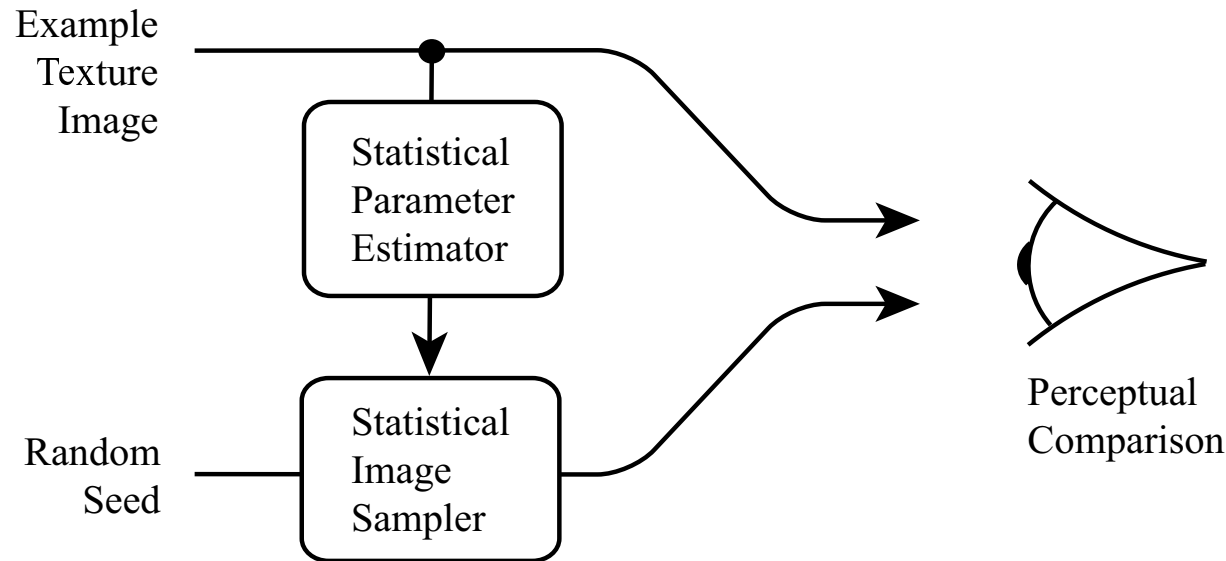 Example
Texture
Image
Statistical
Parameter
Estimator
Random
Seed
Statistical
Image
Sampler
Perceptual
Comparison